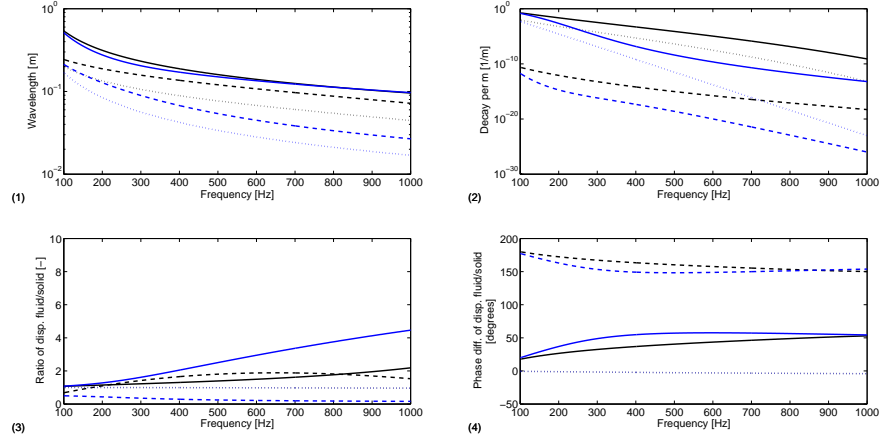 10^0
10^-1
10^-2
Wavelength [m]
100 200 300 400 500 600 700 800 900 1000
Frequency [Hz]
(1)
10^0
10^-10
10^-20
10^-30
Decay per m [1/m]
100 200 300 400 500 600 700 800 900 1000
Frequency [Hz]
(2)
10
8
6
4
2
0
Ratio of disp. fluid/solid [-]
100 200 300 400 500 600 700 800 900 1000
Frequency [Hz]
(3)
200
150
100
50
0
-50
Phase diff. of disp. fluid/solid
[degrees]
100 200 300 400 500 600 700 800 900 1000
Frequency [Hz]
(4)